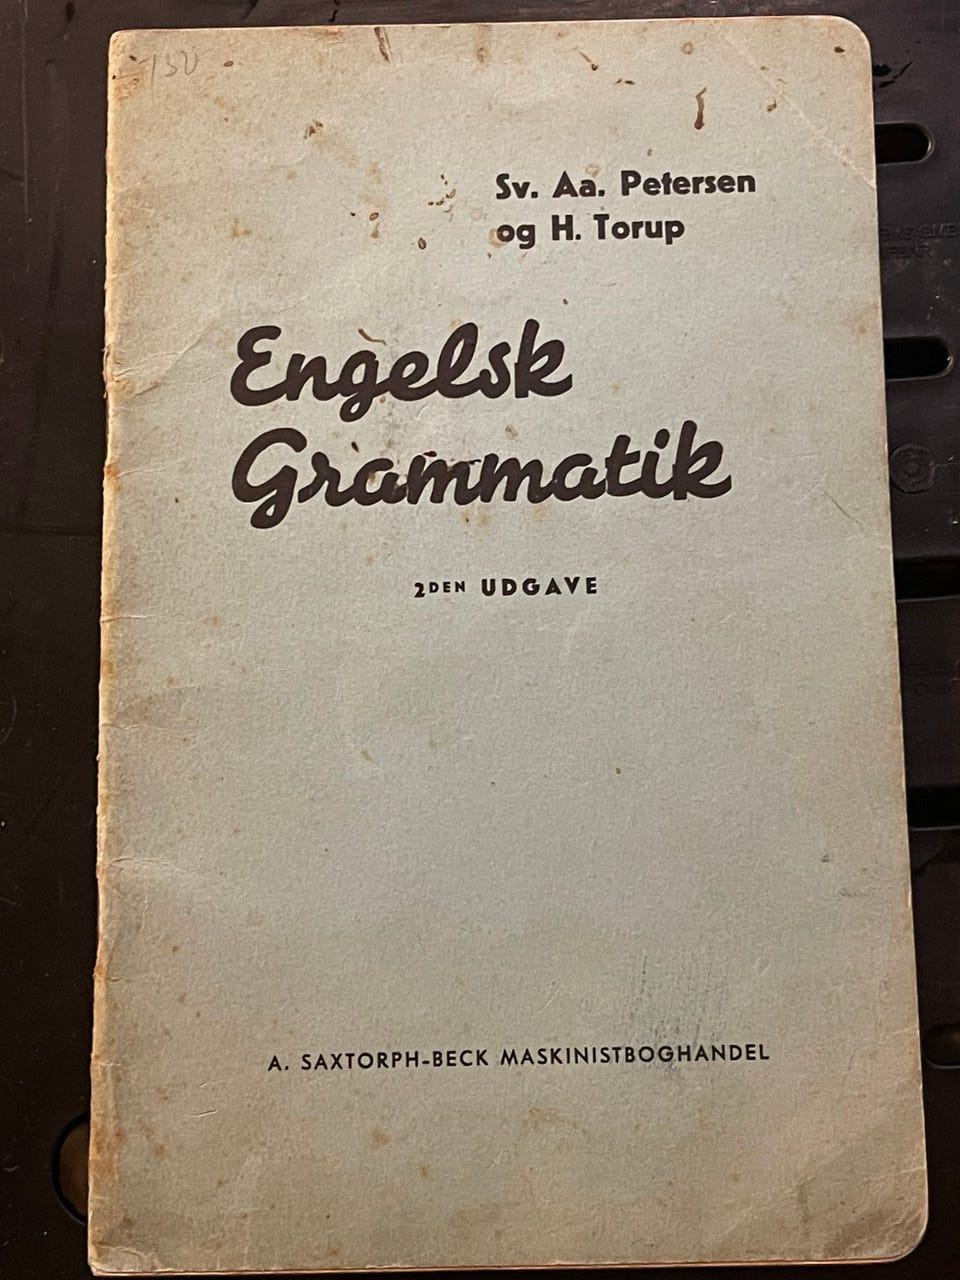 Sv. Aa. Petersen
og H. Torup
Engelsk
Grammatik
2DEN UDGAVE
A. SAXTORPH-BECK MASKINISTBOGHANDEL